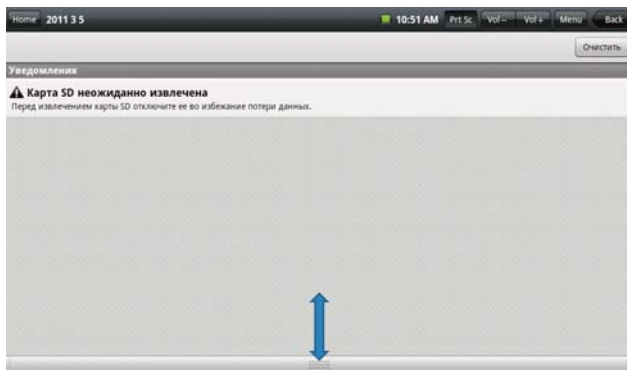 Home 2011 3 5 10:51 AM Prt Sc Vol- Vol+ Menu Back
Очистить
Уведомления
Карта SD неожиданно извлечена
Перед извлечением карты SD отключите ее во избежание потери данных.